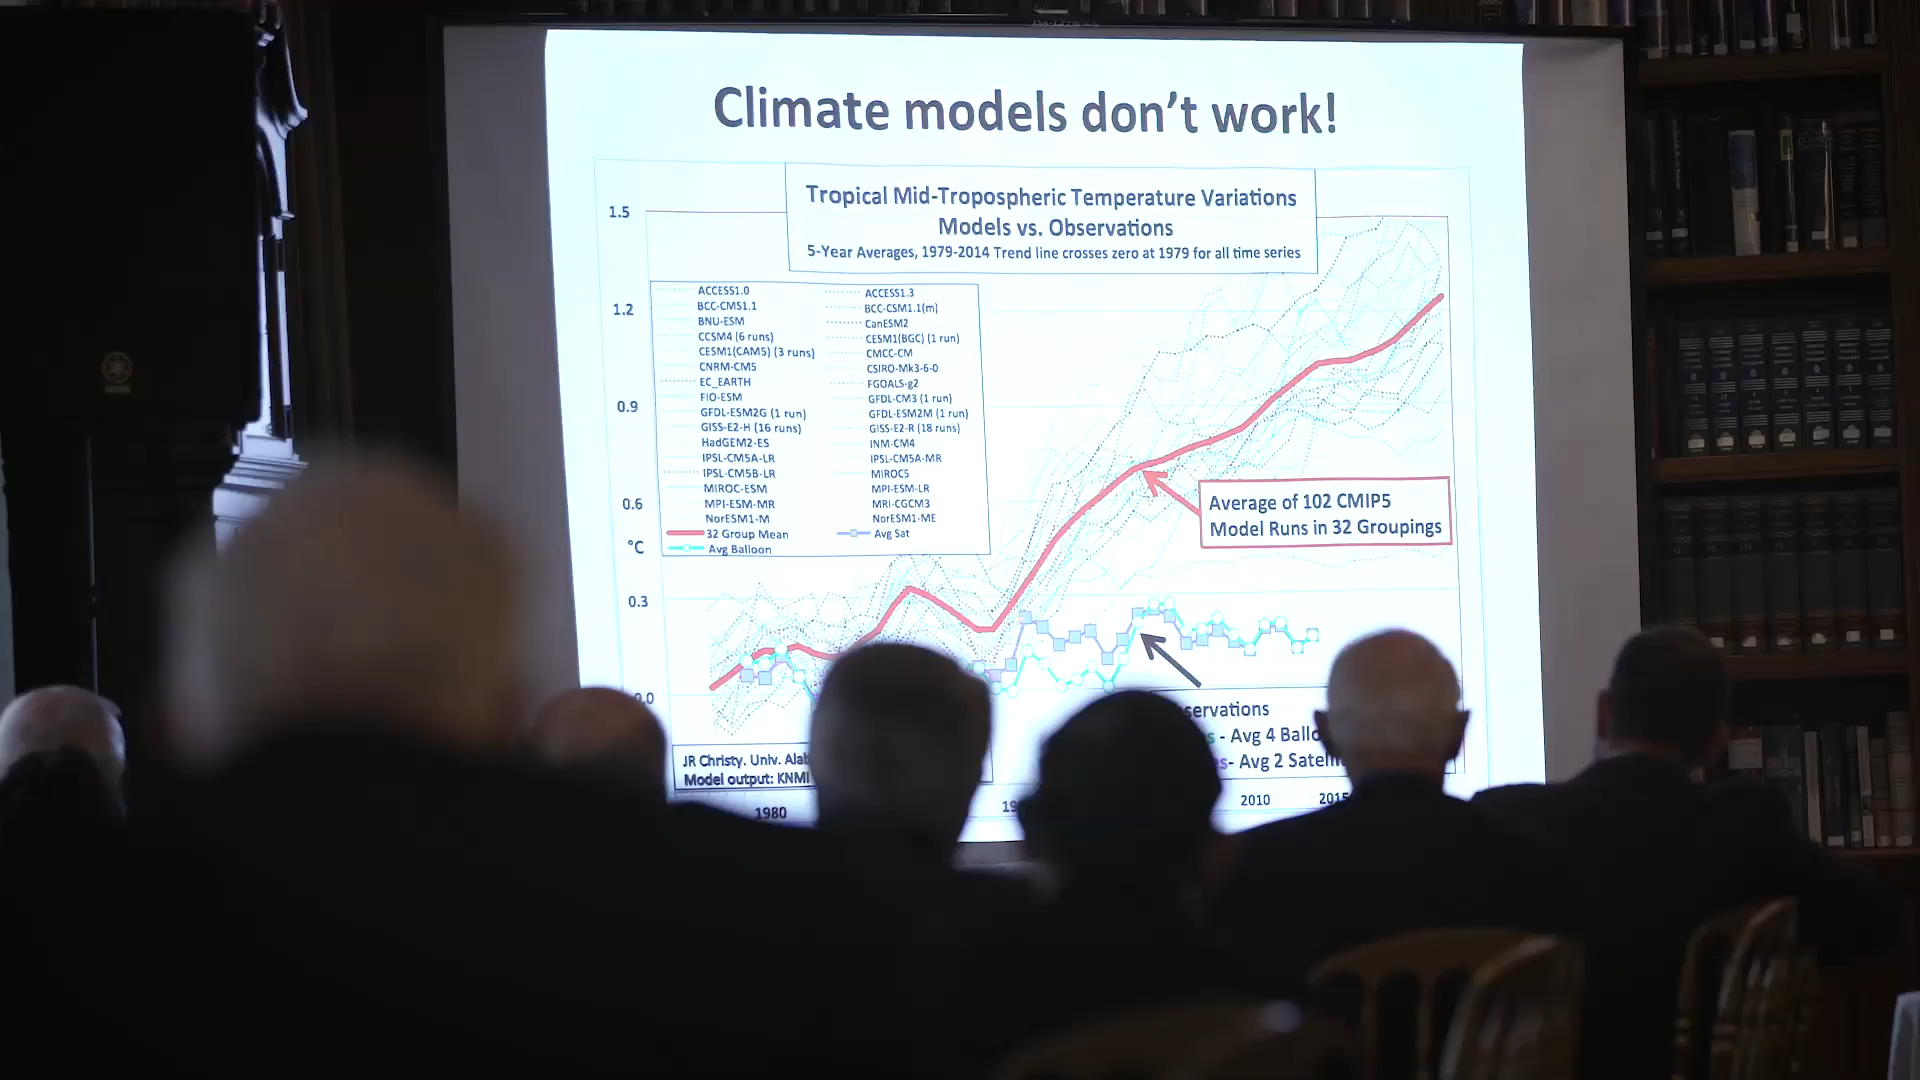 Climate models don't work!
Tropical Mid-Tropospheric Temperature Variations
Models vs. Observations
5-Year Averages, 1979-2014 Trend line crosses zero at 1979 for all time series
1.5
1.2
0.9
0.6
°C
0.3
0.0
ACCESS1.0 ACCESS1.3
BCC-CMS1.1 BCC-CSM1.1(m)
BNU-ESM CanESM2
CCSM4 (6 runs) CESM1(BGC) (1 run)
CESM1(CAM5) (3 runs) CMCC-CM
CNRM-CM5 CSIRO-Mk3-6-0
EC_EARTH FGOALS-g2
FIO-ESM GFDL-CM3 (1 run)
GFDL-ESM2G (1 run) GFDL-ESM2M (1 run)
GISS-E2-H (16 runs) GISS-E2-R (18 runs)
HadGEM2-ES INM-CM4
IPSL-CM5A-LR IPSL-CM5A-MR
IPSL-CM5B-LR MIROC5
MIROC-ESM MPI-ESM-LR
MPI-ESM-MR MRI-CGCM3
NorESM1-M NorESM1-ME
32 Group Mean Avg Sat
Avg Balloon
Average of 102 CMIP5
Model Runs in 32 Groupings
servations
s - Avg 4 Ballo
s- Avg 2 Satelli
JR Christy. Univ. Alab
Model output: KNMI
1980 19 2010 2015